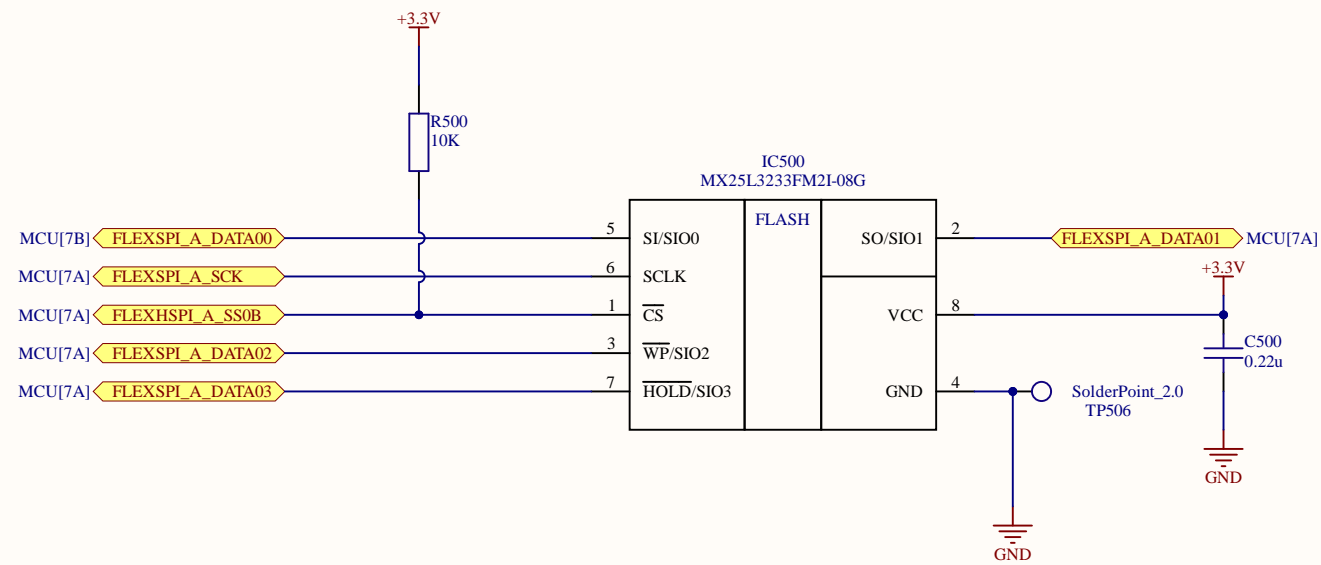 +3.3V
R500
10K
IC500
MX25L3233FM2I-08G
FLASH
MCU[7B] FLEXSPI_A_DATA00 5 SI/SIO0 SO/SIO1 2 FLEXSPI_A_DATA01 MCU[7A]
MCU[7A] FLEXSPI_A_SCK 6 SCLK
+3.3V
MCU[7A] FLEXHSPI_A_SS0B 1 CS VCC 8
C500
0.22u
MCU[7A] FLEXSPI_A_DATA02 3 WP/SIO2
MCU[7A] FLEXSPI_A_DATA03 7 HOLD/SIO3 GND 4 SolderPoint_2.0
TP506
GND
GND